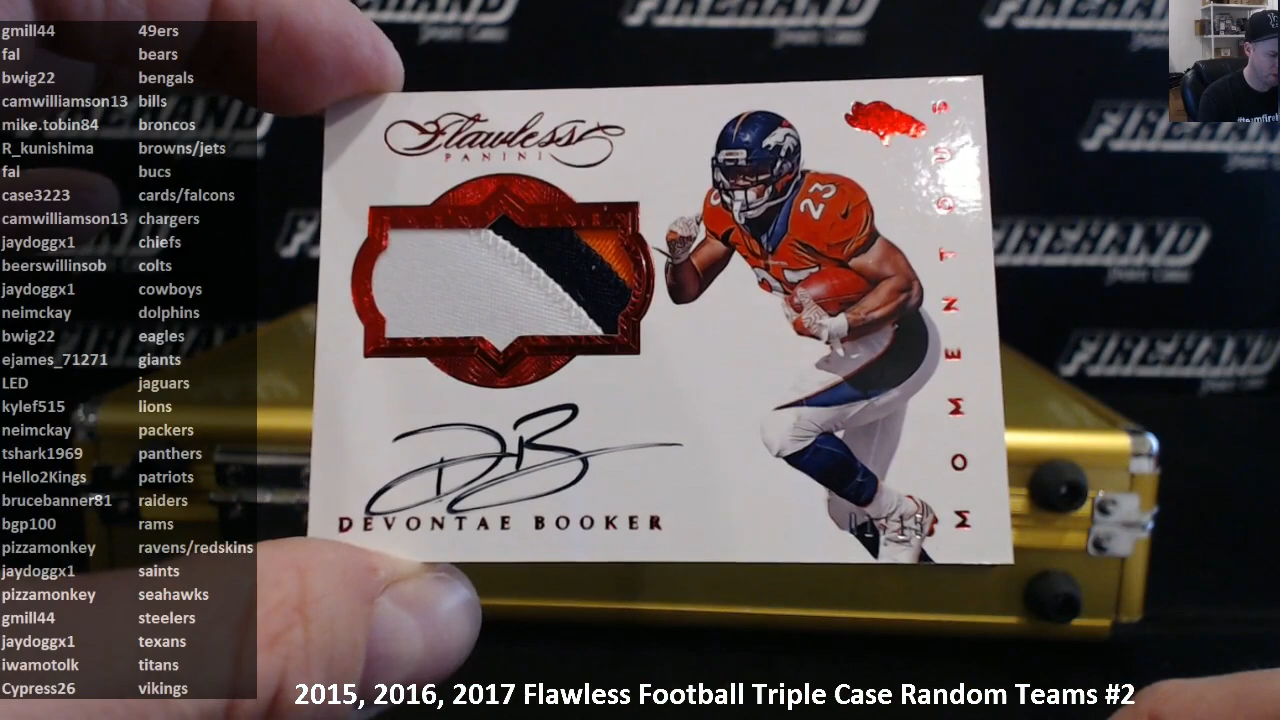 gmill44 49ers
fal bears
bwig22 bengals
camwilliamson13 bills
mike.tobin84 broncos
R_kunishima browns/jets
fal bucs
case3223 cards/falcons
camwilliamson13 chargers
jaydoggx1 chiefs
beerswillinsob colts
jaydoggx1 cowboys
neimckay dolphins
bwig22 eagles
ejames_71271 giants
LED jaguars
kylef515 lions
neimckay packers
tshark1969 panthers
Hello2Kings patriots
brucebanner81 raiders
bgp100 rams
pizzamonkey ravens/redskins
jaydoggx1 saints
pizzamonkey seahawks
gmill44 steelers
jaydoggx1 texans
iwamotolk titans
Cypress26 vikings
Flawless
PANINI
23
MOMENTOUS
DB
DEVONTAE BOOKER
FIREHAND
FIREHAND
FIREHAND
2015, 2016, 2017 Flawless Football Triple Case Random Teams #2